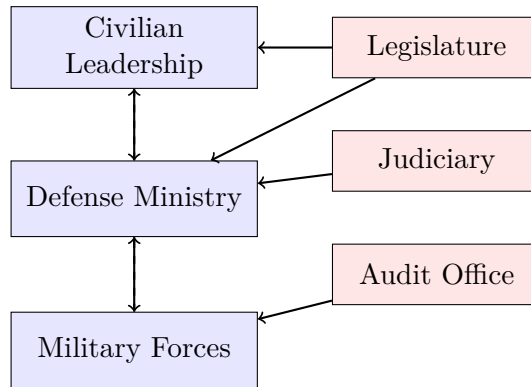 Civilian
Leadership
Legislature
Judiciary
Defense Ministry
Audit Office
Military Forces